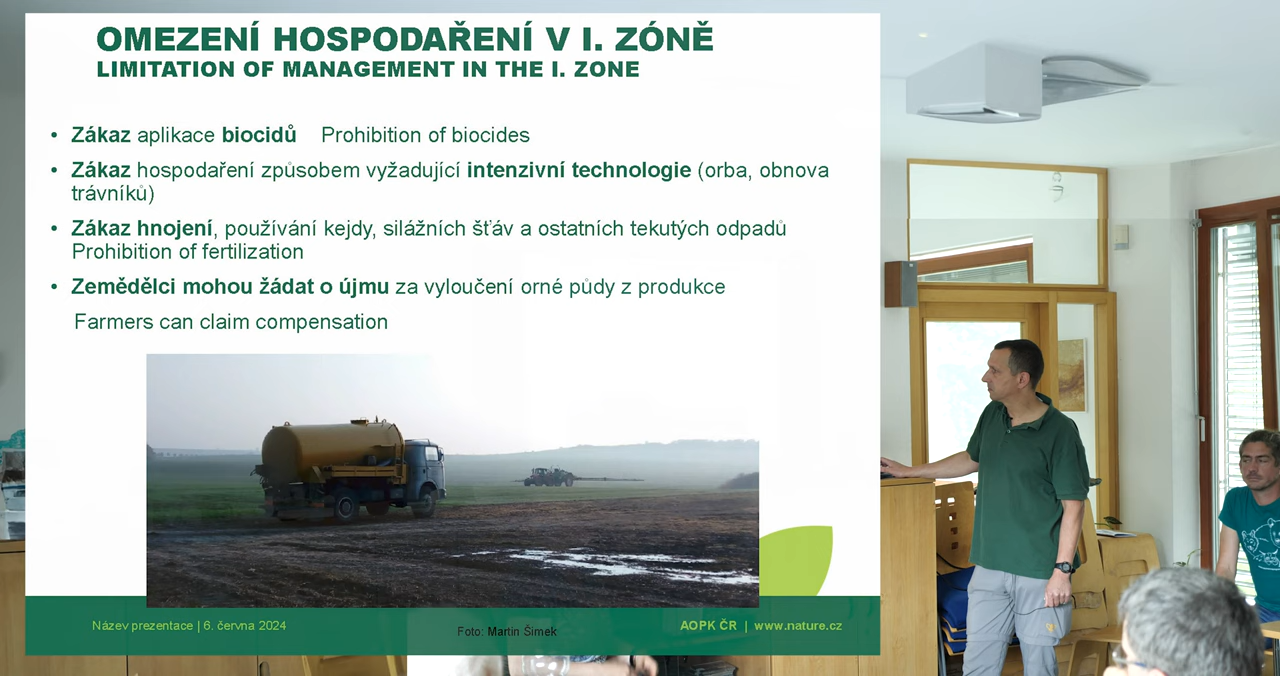 OMEZENÍ HOSPODAŘENÍ V I. ZÓNĚ
LIMITATION OF MANAGEMENT IN THE I. ZONE
• Zákaz aplikace biocidů Prohibition of biocides
• Zákaz hospodaření způsobem vyžadující intenzivní technologie (orba, obnova
trávníků)
• Zákaz hnojení, používání kejdy, silážních šťáv a ostatních tekutých odpadů
Prohibition of fertilization
• Zemědělci mohou žádat o újmu za vyloučení orné půdy z produkce
Farmers can claim compensation
Název prezentace | 6. června 2024
Foto: Martin Šimek
AOPK ČR | www.nature.cz